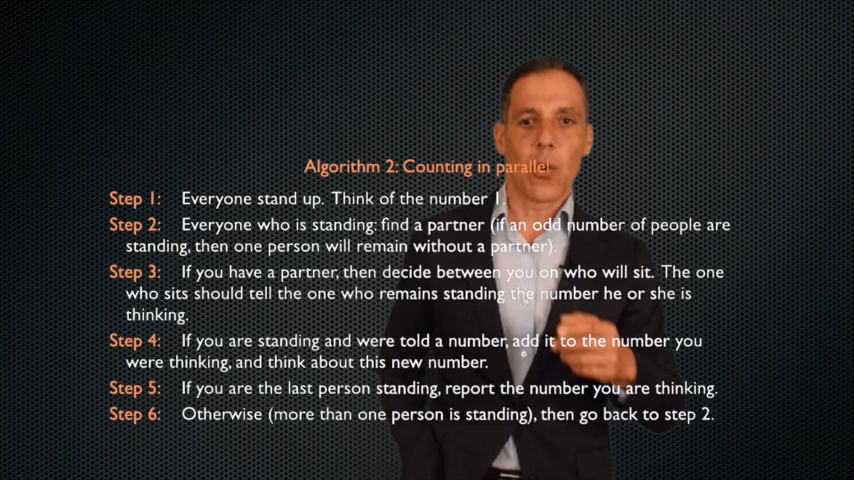 Algorithm 2: Counting in parallel
Step 1: Everyone stand up. Think of the number 1.
Step 2: Everyone who is standing: find a partner (if an odd number of people are
standing, then one person will remain without a partner).
Step 3: If you have a partner, then decide between you on who will sit. The one
who sits should tell the one who remains standing the number he or she is
thinking.
Step 4: If you are standing and were told a number, add it to the number you
were thinking, and think about this new number.
Step 5: If you are the last person standing, report the number you are thinking.
Step 6: Otherwise (more than one person is standing), then go back to step 2.